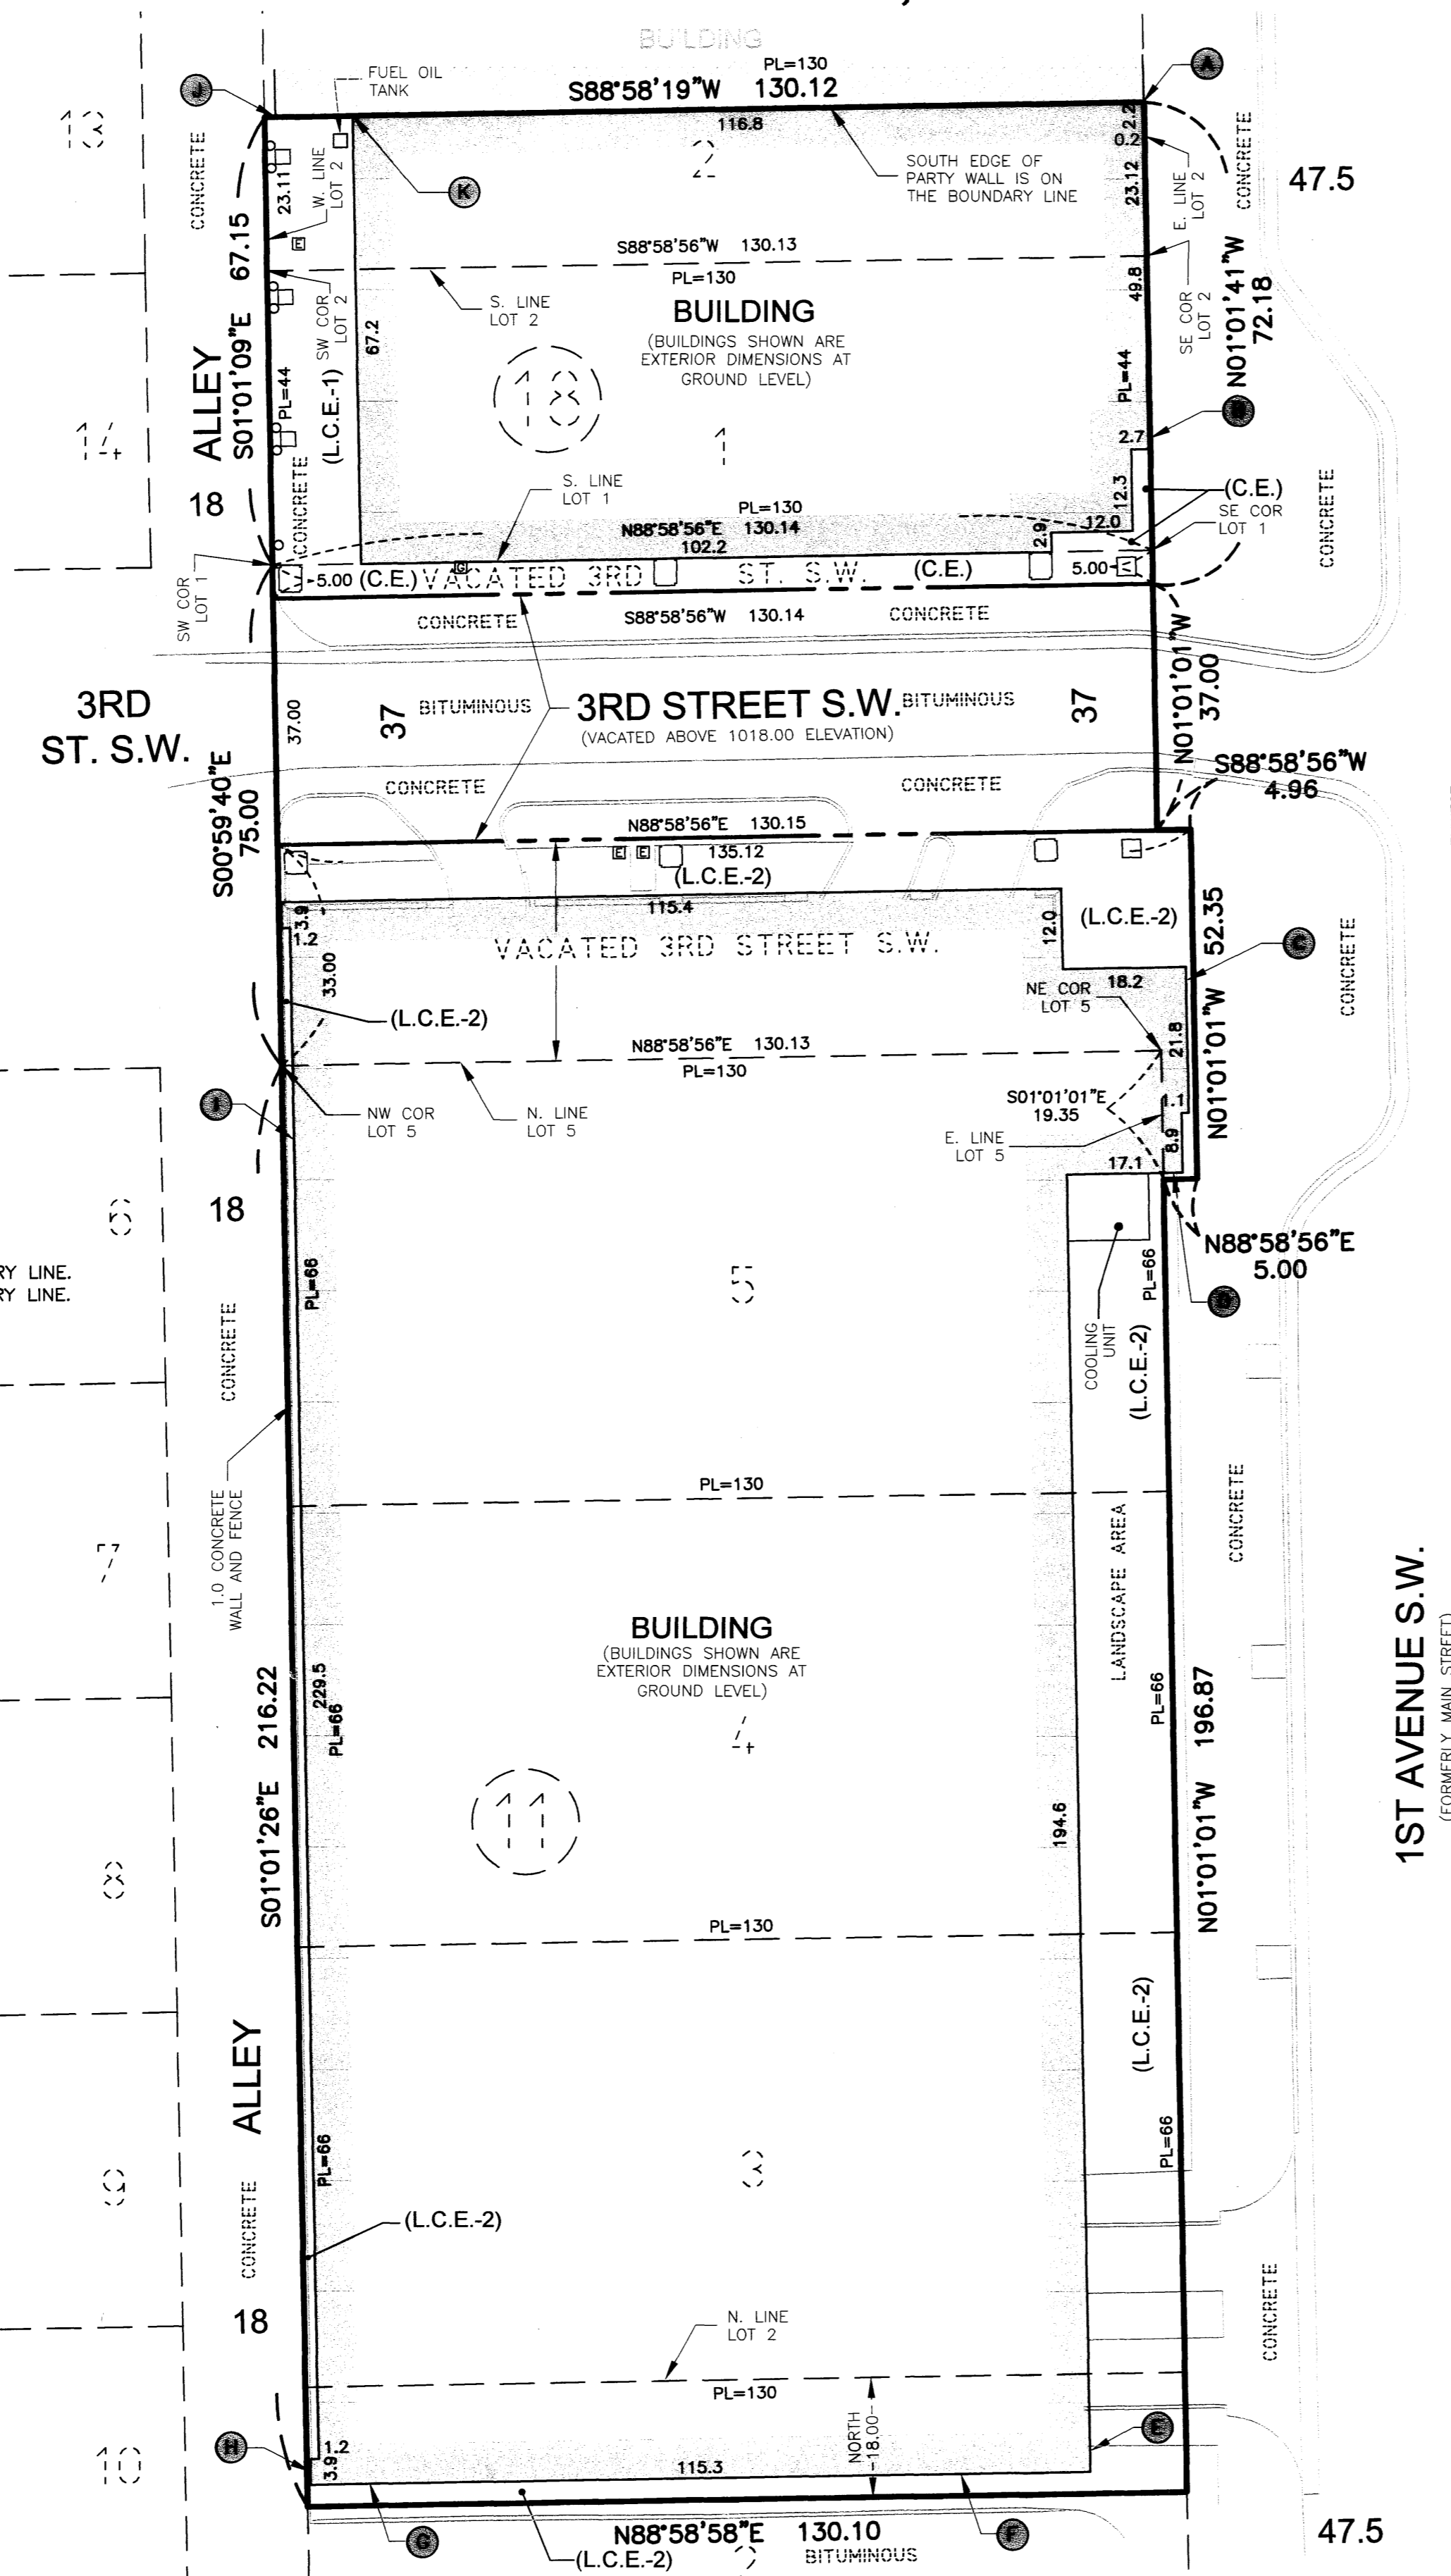 BUILDING
PL=130
S88°58'19"W 130.12
A
J
FUEL OIL
TANK
13
CONCRETE
116.8
2.2
0.2
CONCRETE
2
SOUTH EDGE OF
PARTY WALL IS ON
THE BOUNDARY LINE
K
23.11
W. LINE
LOT 2
23.12
E. LINE
LOT 2
47.5
E
S88°58'56"W 130.13
PL=130
S. LINE
LOT 2
SW COR
LOT 2
49.8
SE COR
LOT 2
N01°01'41"W
72.18
BUILDING
(BUILDINGS SHOWN ARE
EXTERIOR DIMENSIONS AT
GROUND LEVEL)
ALLEY
S01°01'09"E 67.15
PL=44
(L.C.E.-1)
67.2
18
PL=44
B
14
1
2.7
S. LINE
LOT 1
18
CONCRETE
PL=130
N88°58'56"E 130.14
102.2
12.3
12.0
2.9
(C.E.)
SE COR
LOT 1
CONCRETE
SW COR
LOT 1
5.00 (C.E.)
G
VACATED 3RD ST. S.W.
(C.E.)
5.00
S88°58'56"W 130.14
CONCRETE
CONCRETE
N01°01'01"W
37.00
3RD
ST. S.W.
37.00
37
BITUMINOUS
3RD STREET S.W.
(VACATED ABOVE 1018.00 ELEVATION)
BITUMINOUS
37
S00°59'40"E
75.00
CONCRETE
CONCRETE
S88°58'56"W
4.96
N88°58'56"E 130.15
E
E
135.12
(L.C.E.-2)
3.9
1.2
115.4
12.0
(L.C.E.-2)
VACATED 3RD STREET S.W.
33.00
(L.C.E.-2)
18.2
NE COR
LOT 5
N01°01'01"W 52.35
C
CONCRETE
N88°58'56"E 130.13
PL=130
21.8
I
NW COR
LOT 5
N. LINE
LOT 5
S01°01'01"E
19.35
1.1
E. LINE
LOT 5
8.9
17.1
6
18
N88°58'56"E
5.00
RY LINE.
RY LINE.
PL=66
5
PL=66
D
CONCRETE
COOLING
UNIT
(L.C.E.-2)
1.0 CONCRETE
WALL AND FENCE
PL=130
7
LANDSCAPE AREA
CONCRETE
BUILDING
(BUILDINGS SHOWN ARE
EXTERIOR DIMENSIONS AT
GROUND LEVEL)
S01°01'26"E 216.22
229.5
PL=66
4
PL=66
N01°01'01"W 196.87
1ST AVENUE S.W.
(FORMERLY MAIN STREET)
11
194.6
8
PL=130
ALLEY
(L.C.E.-2)
PL=66
3
PL=66
9
CONCRETE
(L.C.E.-2)
18
N. LINE
LOT 2
CONCRETE
PL=130
H
1.2
3.9
NORTH
18.00
E
10
115.3
G
N88°58'58"E 130.10
F
(L.C.E.-2)
2
BITUMINOUS
47.5